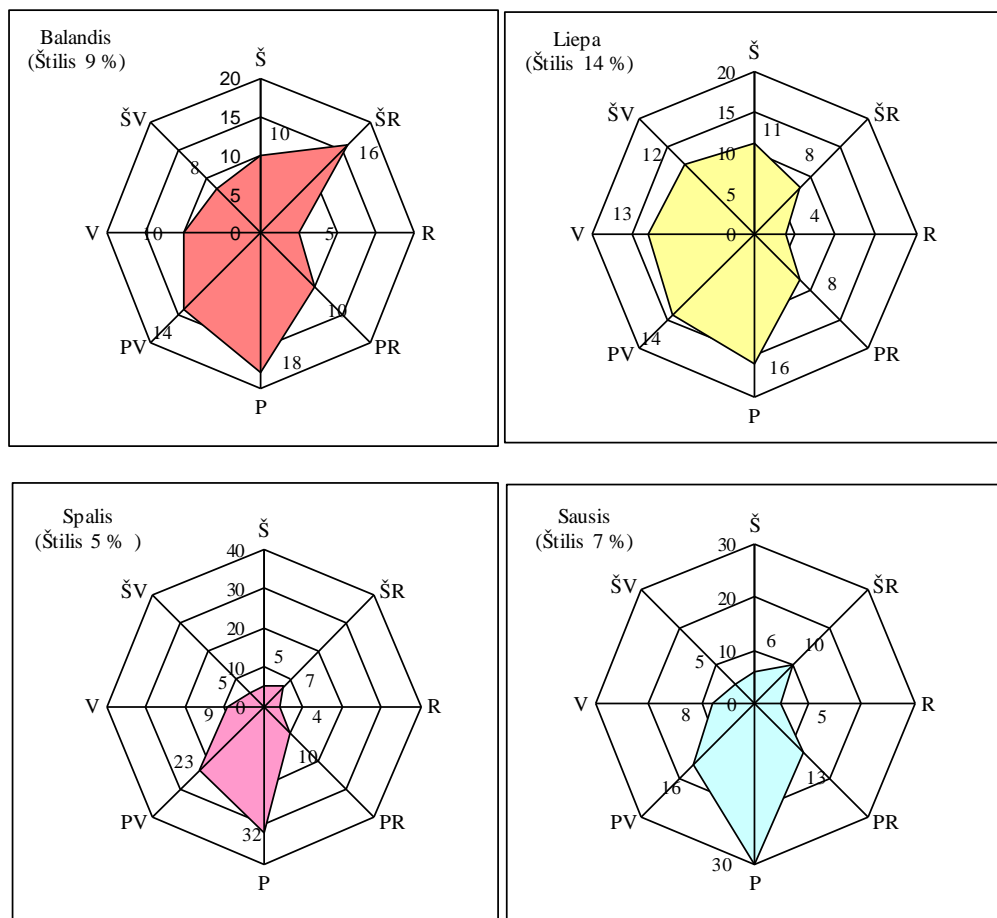 Balandis
(Štilis 9 %)
Š
20
ŠV
15
10
ŠR
8
10
16
5
V
10
0
5
R
14
10
PV
18
PR
P
Liepa
(Štilis 14 %)
Š
20
ŠV
15
11
ŠR
12
10
8
13
5
4
V
0
R
14
8
PV
16
PR
P
Spalis
(Štilis 5 % )
Š
40
ŠV
30
ŠR
20
10
5
5
7
V
9
0
4
R
23
10
PV
32
PR
P
Sausis
(Štilis 7 %)
Š
30
ŠV
20
ŠR
6
5
10
10
V
8
0
5
R
16
13
PV
PR
30
P